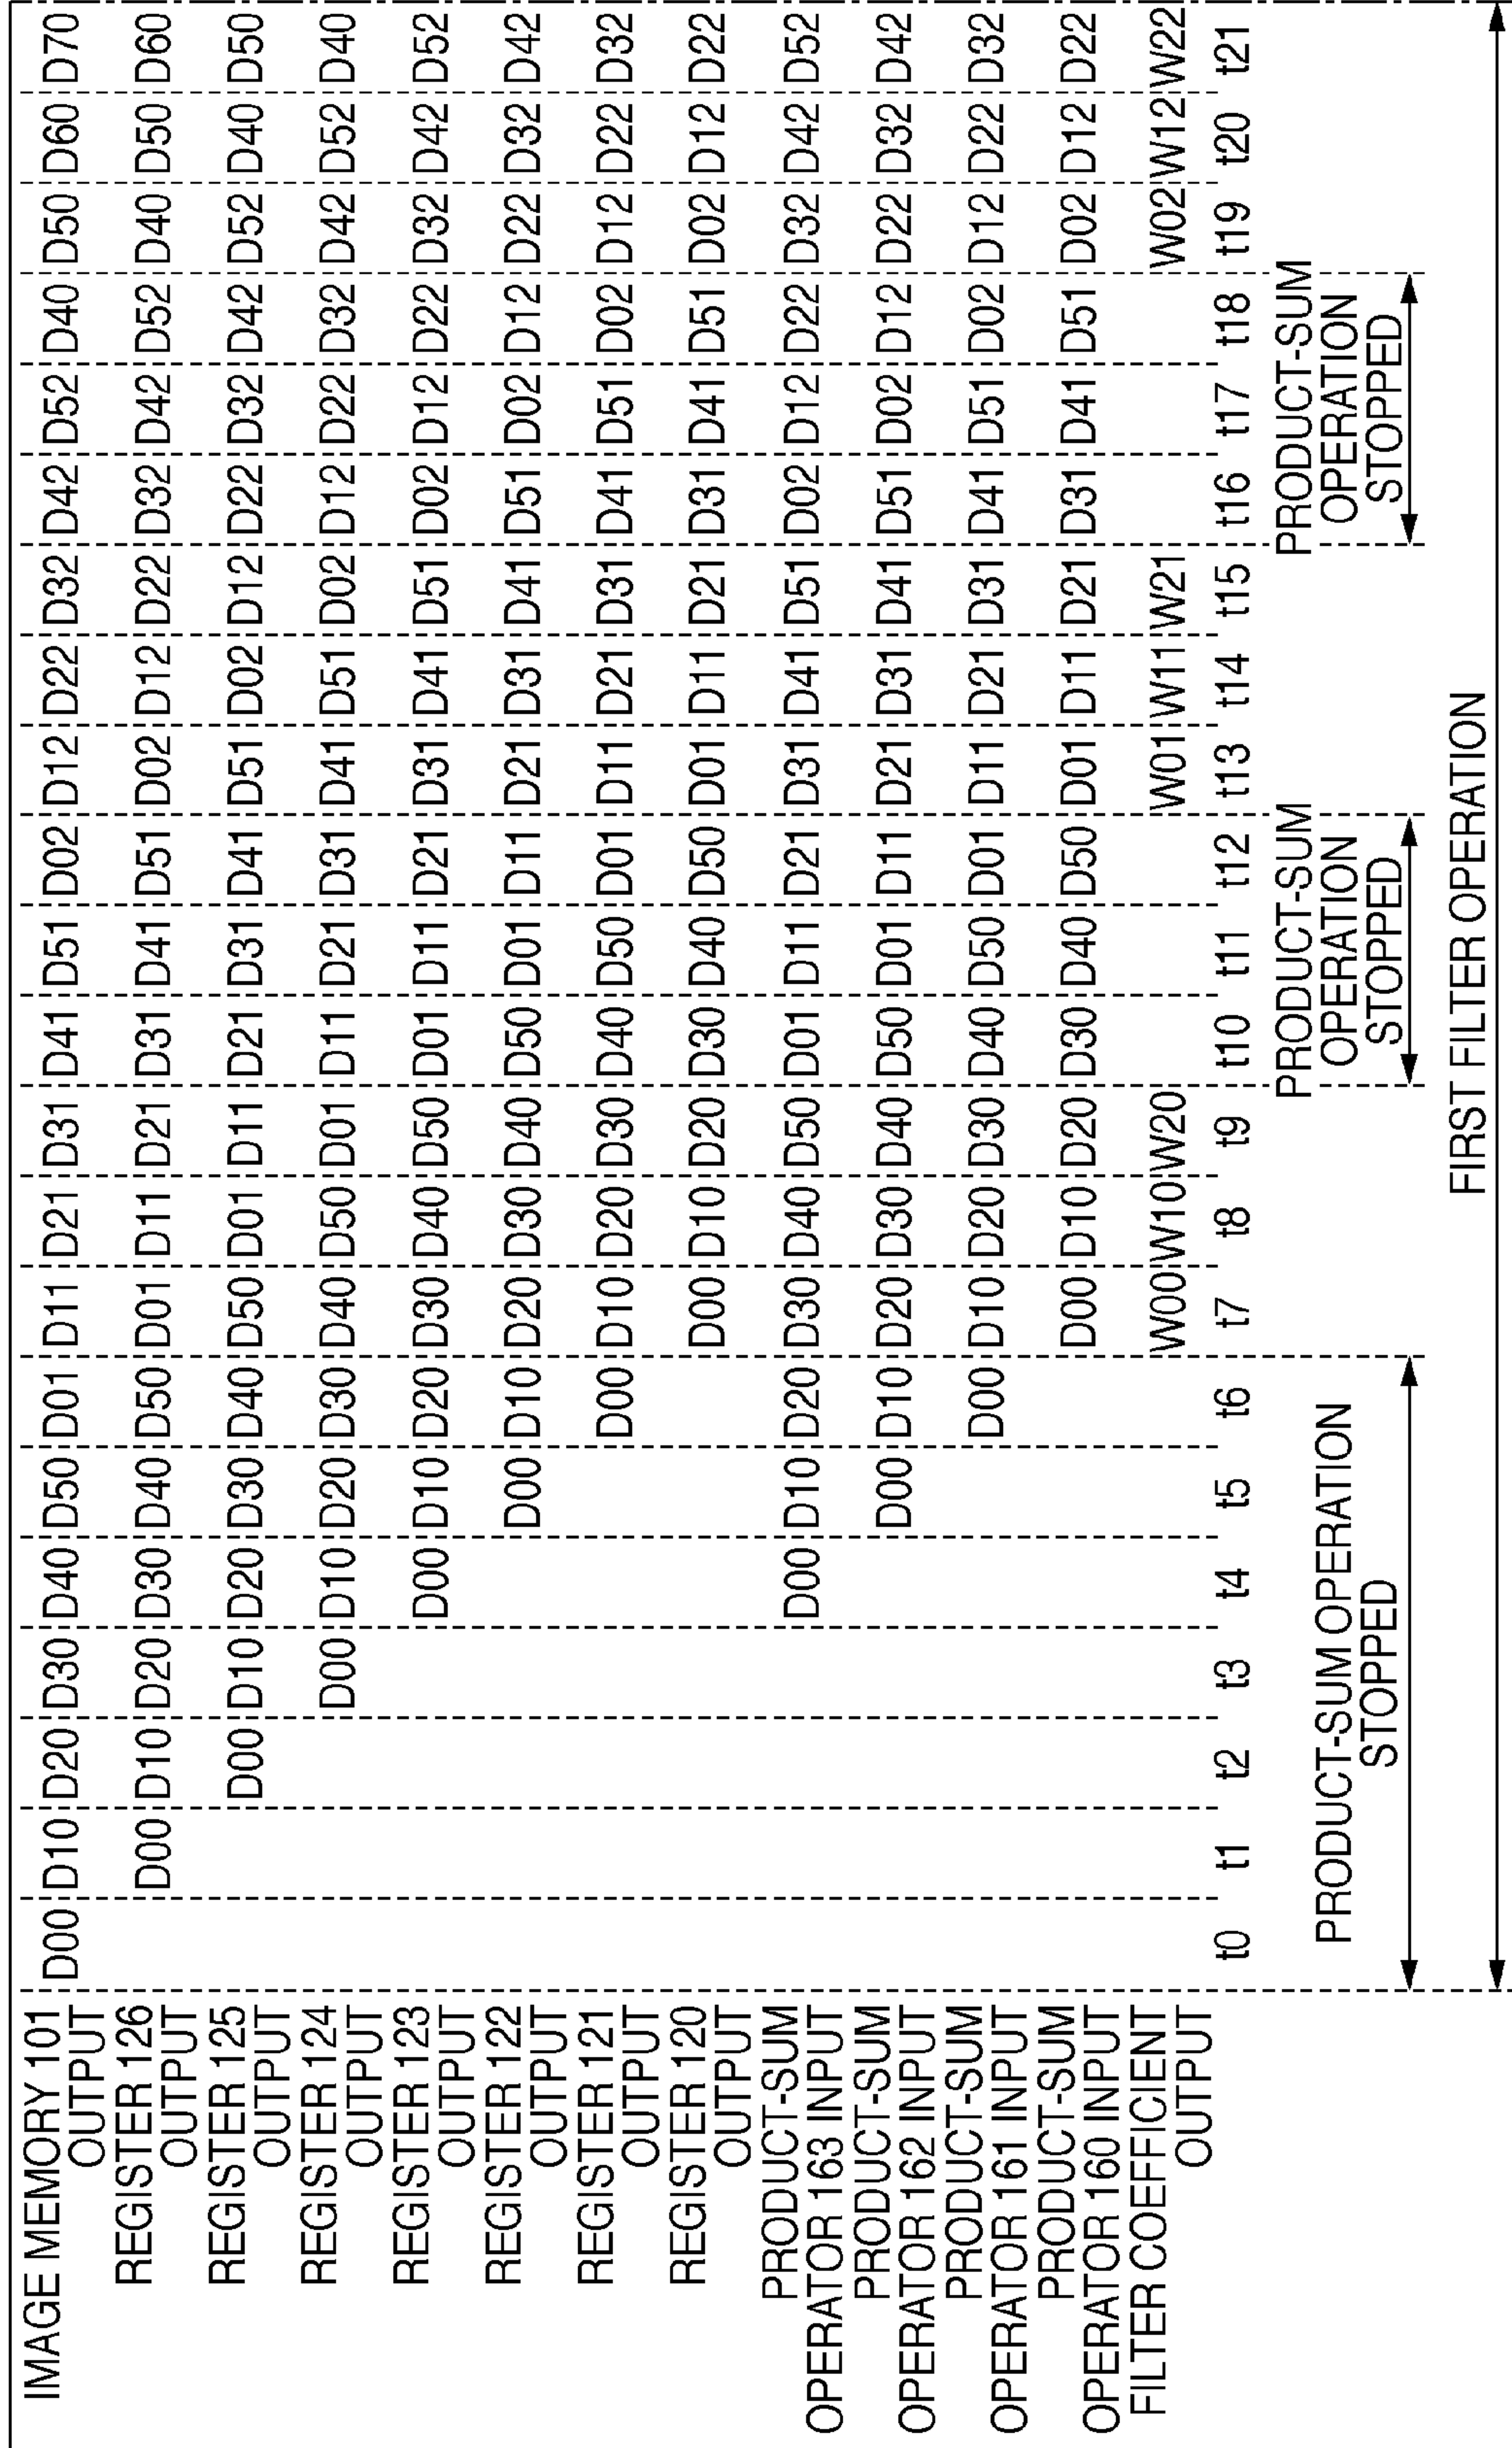 IMAGE MEMORY 101
OUTPUT
D00 D10 D20 D30 D40 D50 D01 D11 D21 D31 D41 D51 D02 D12 D22 D32 D42 D52 D40 D50 D60 D70
REGISTER 126
OUTPUT
D00 D10 D20 D30 D40 D50 D01 D11 D21 D31 D41 D51 D02 D12 D22 D32 D42 D52 D40 D50 D60
REGISTER 125
OUTPUT
D00 D10 D20 D30 D40 D50 D01 D11 D21 D31 D41 D51 D02 D12 D22 D32 D42 D52 D40 D50
REGISTER 124
OUTPUT
D00 D10 D20 D30 D40 D50 D01 D11 D21 D31 D41 D51 D02 D12 D22 D32 D42 D52 D40
REGISTER 123
OUTPUT
D00 D10 D20 D30 D40 D50 D01 D11 D21 D31 D41 D51 D02 D12 D22 D32 D42 D52
REGISTER 122
OUTPUT
D00 D10 D20 D30 D40 D50 D01 D11 D21 D31 D41 D51 D02 D12 D22 D32 D42
REGISTER 121
OUTPUT
D00 D10 D20 D30 D40 D50 D01 D11 D21 D31 D41 D51 D02 D12 D22 D32
REGISTER 120
OUTPUT
D00 D10 D20 D30 D40 D50 D01 D11 D21 D31 D41 D51 D02 D12 D22
PRODUCT-SUM
OPERATOR 163 INPUT
D00 D10 D20 D30 D40 D50 D01 D11 D21 D31 D41 D51 D02 D12 D22 D32 D42 D52
PRODUCT-SUM
OPERATOR 162 INPUT
D00 D10 D20 D30 D40 D50 D01 D11 D21 D31 D41 D51 D02 D12 D22 D32 D42
PRODUCT-SUM
OPERATOR 161 INPUT
D00 D10 D20 D30 D40 D50 D01 D11 D21 D31 D41 D51 D02 D12 D22 D32
PRODUCT-SUM
OPERATOR 160 INPUT
D00 D10 D20 D30 D40 D50 D01 D11 D21 D31 D41 D51 D02 D12 D22
FILTER COEFFICIENT
OUTPUT
W00 W10 W20 W01 W11 W21 W02 W12 W22
t0 t1 t2 t3 t4 t5 t6 t7 t8 t9 t10 t11 t12 t13 t14 t15 t16 t17 t18 t19 t20 t21
PRODUCT-SUM OPERATION
STOPPED
PRODUCT-SUM
OPERATION
STOPPED
PRODUCT-SUM
OPERATION
STOPPED
FIRST FILTER OPERATION